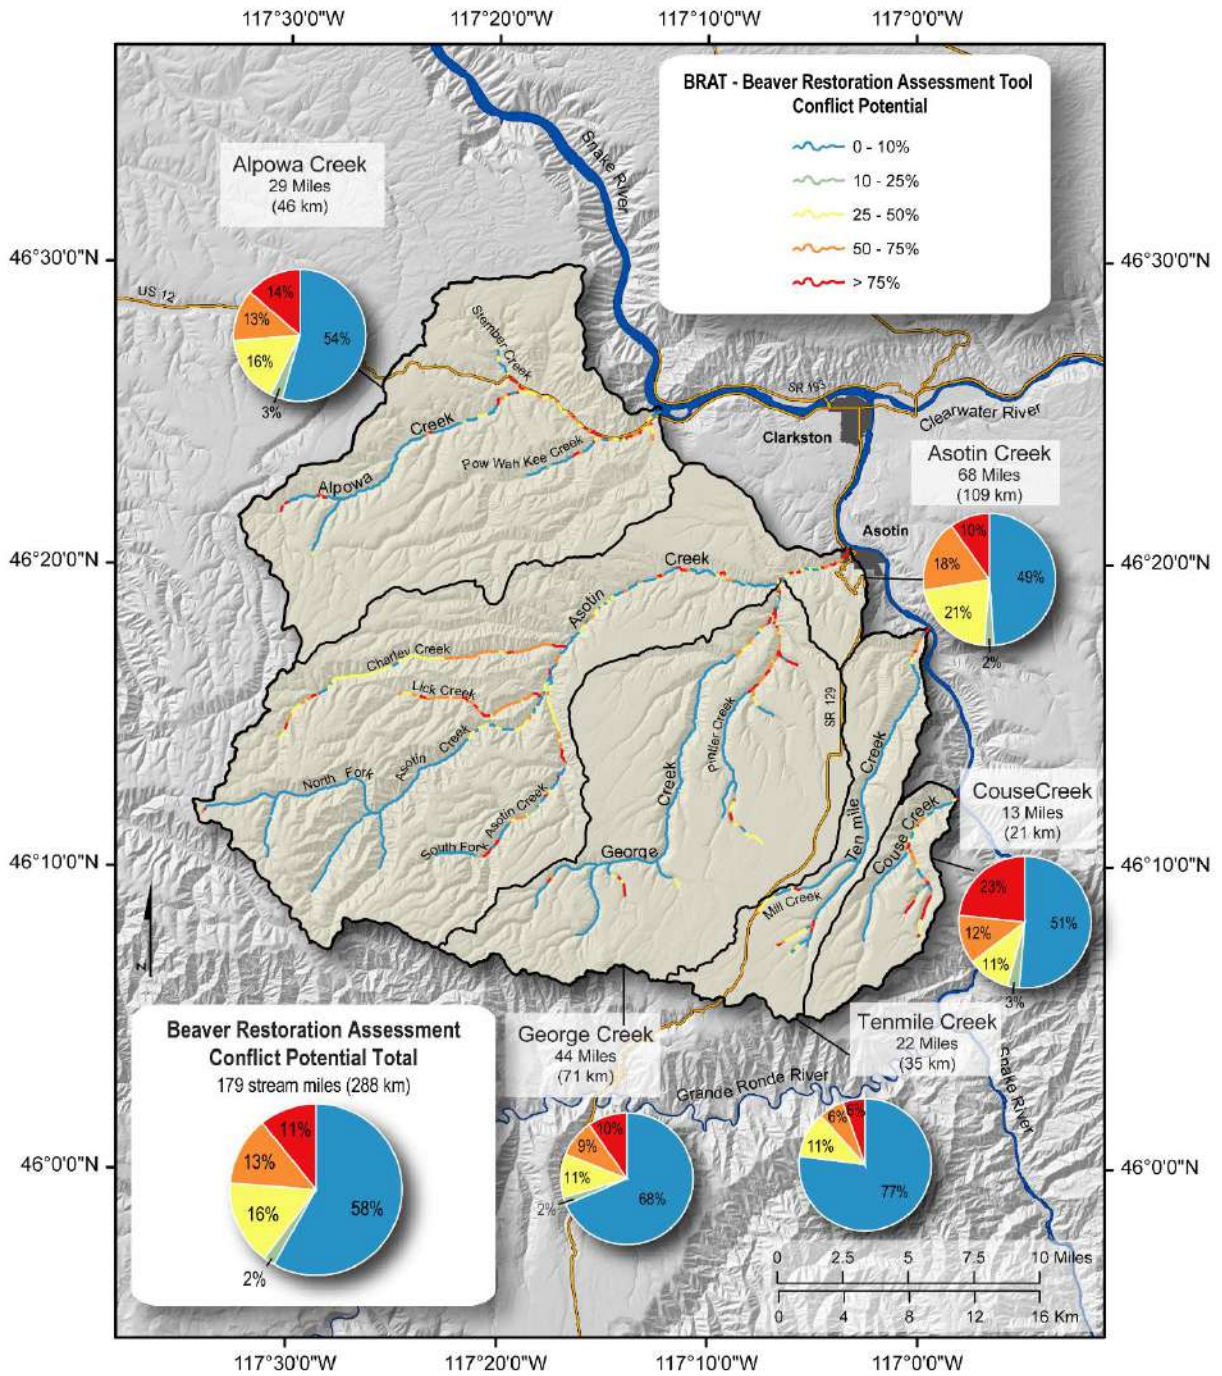 117°30'0"W
117°20'0"W
117°10'0"W
117°0'0"W
BRAT - Beaver Restoration Assessment Tool
Conflict Potential
0 - 10%
10 - 25%
25 - 50%
50 - 75%
> 75%
Snake River
Alpowa Creek
29 Miles
(46 km)
46°30'0"N
46°30'0"N
US 12
14%
13%
54%
16%
3%
Stember Creek
SR 193
Clearwater River
Clarkston
Creek
Pow Wah Kee Creek
Alpowa
Asotin Creek
68 Miles
(109 km)
Asotin
10%
18%
49%
21%
2%
46°20'0"N
46°20'0"N
Creek
Asotin
Charley Creek
Lick Creek
SR 129
Pintler Creek
Creek
Creek
Asotin
Creek
North Fork
Asotin Creek
South Fork
George
Ten mile
Couse Creek
CouseCreek
13 Miles
(21 km)
46°10'0"N
46°10'0"N
Mill Creek
23%
51%
12%
11%
3%
N
Beaver Restoration Assessment
Conflict Potential Total
179 stream miles (288 km)
11%
13%
58%
16%
2%
George Creek
44 Miles
(71 km)
Tenmile Creek
22 Miles
(35 km)
Grande Ronde River
Snake River
10%
9%
11%
68%
2%
6%
6%
11%
77%
46°0'0"N
46°0'0"N
0 2.5 5 7.5 10 Miles
0 4 8 12 16 Km
117°30'0"W
117°20'0"W
117°10'0"W
117°0'0"W